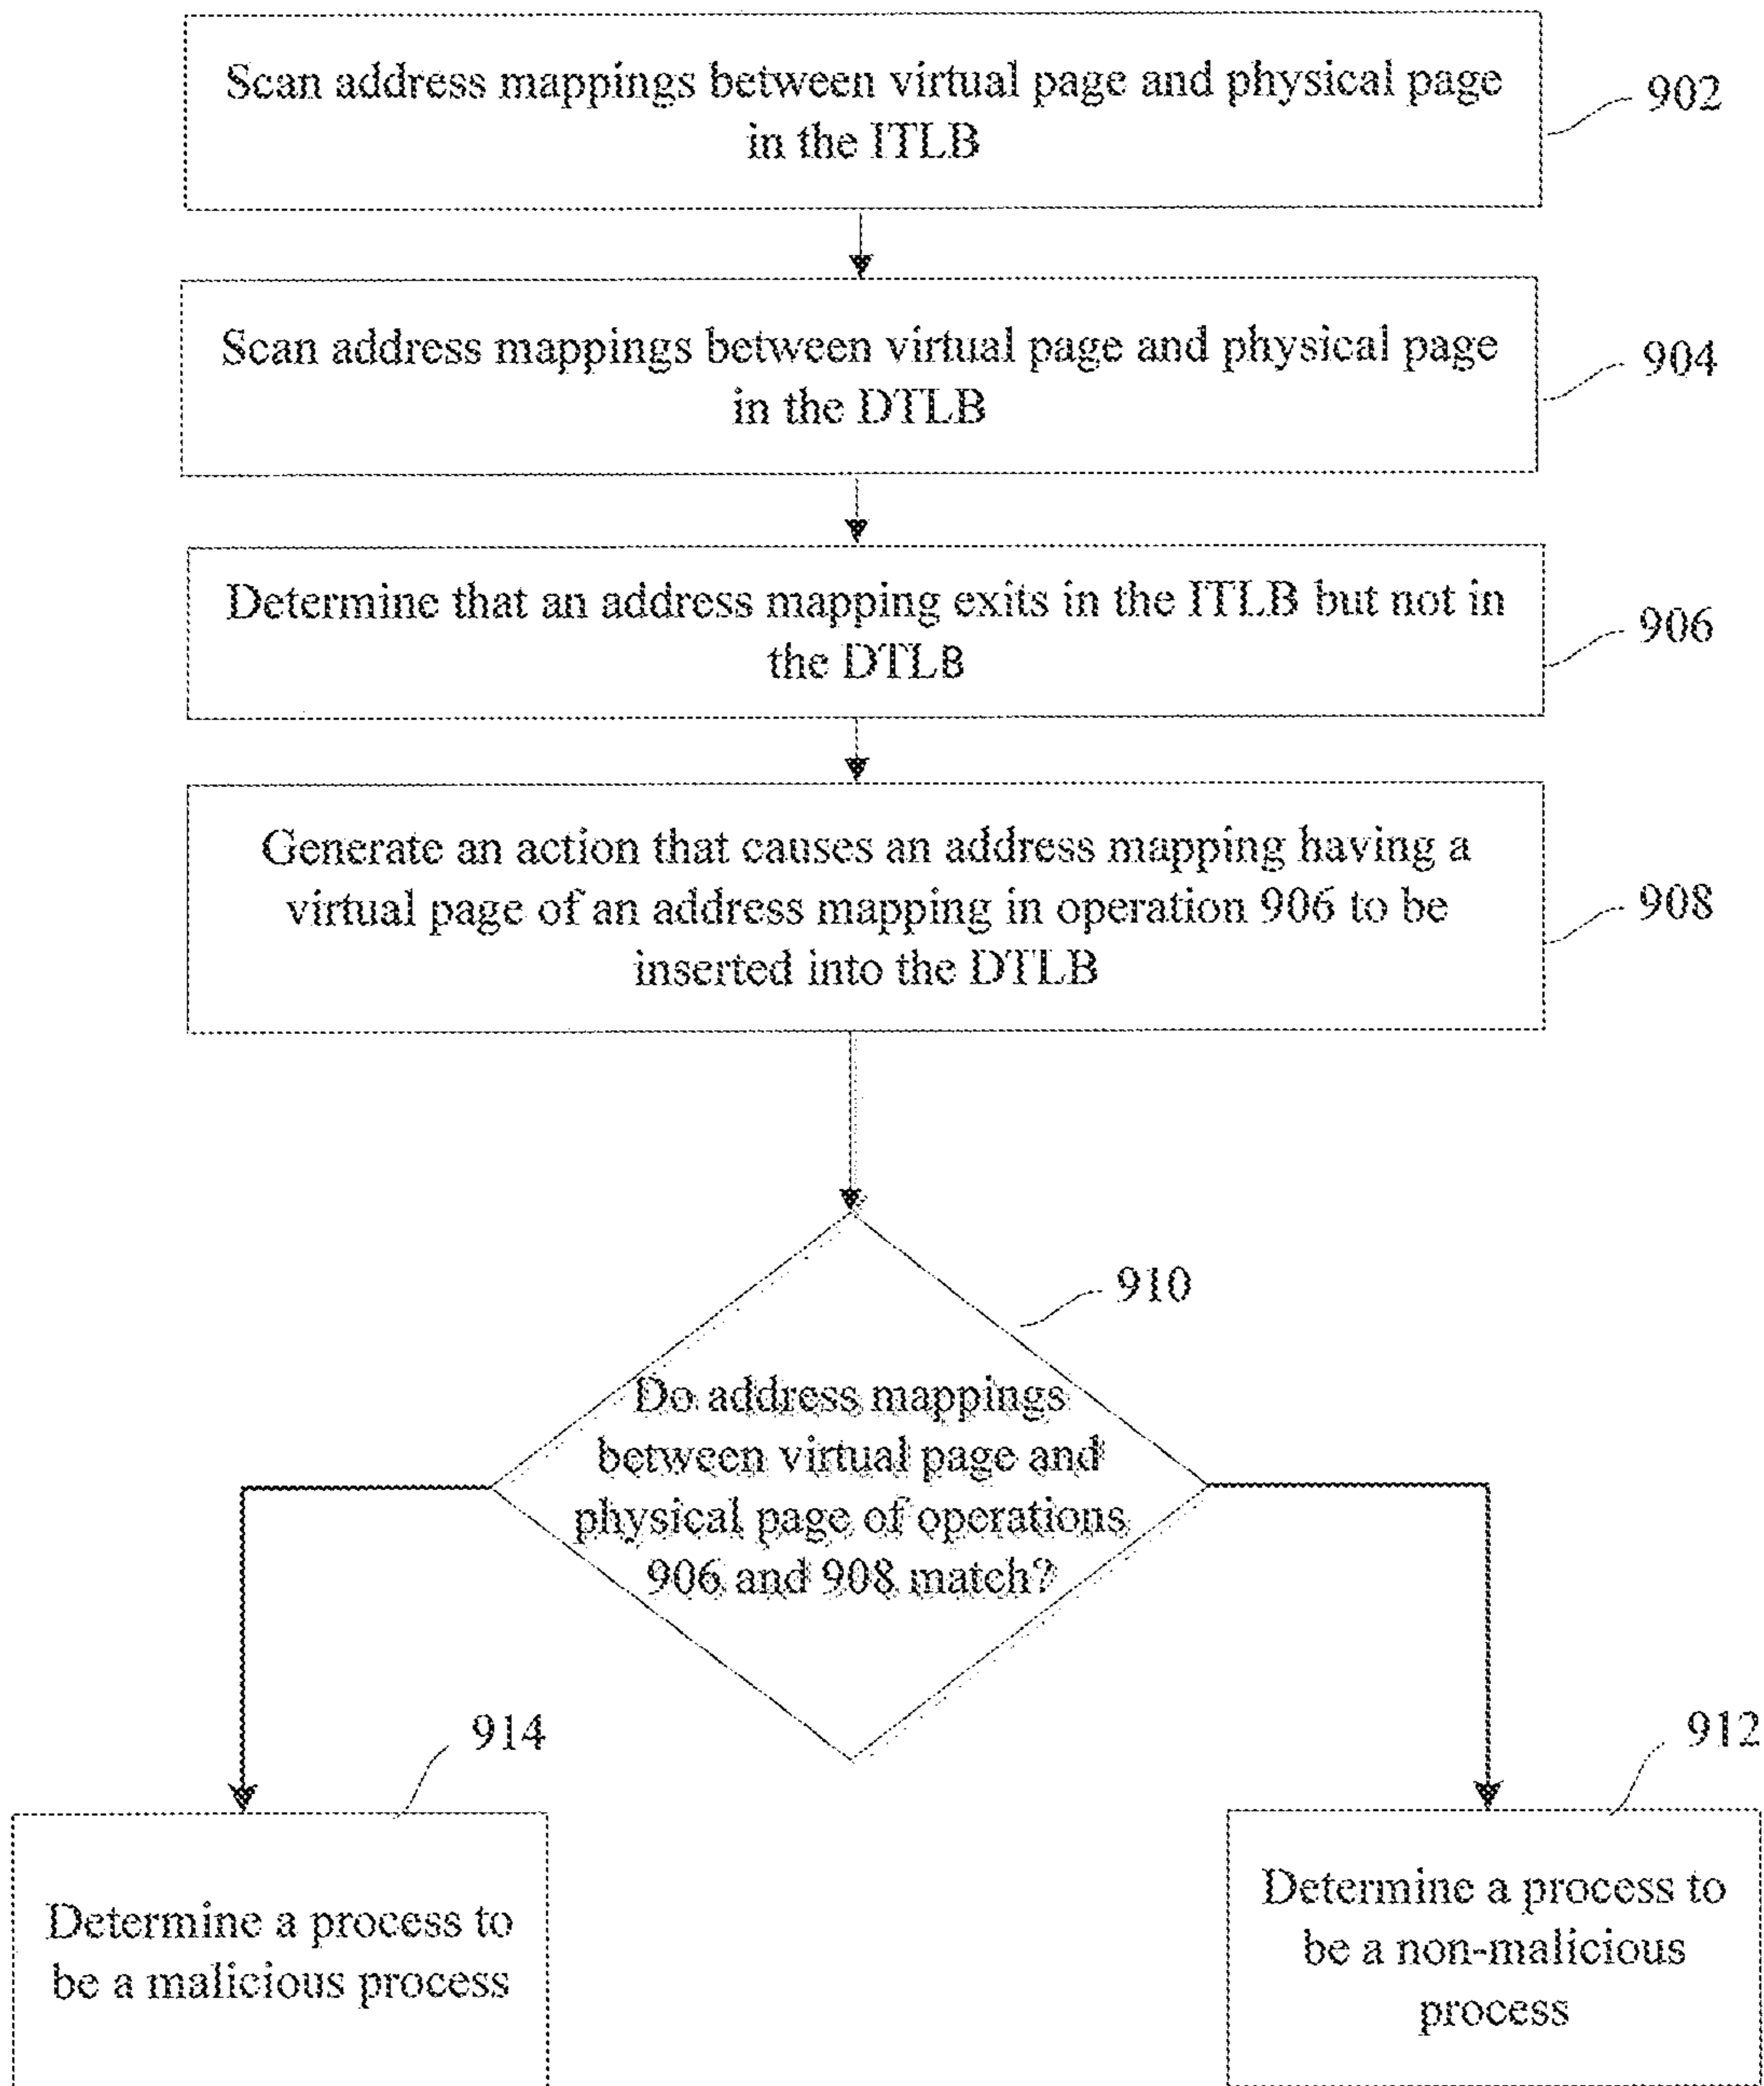 Scan address mappings between virtual page and physical page
in the ITLB
902
Scan address mappings between virtual page and physical page
in the DTLB
904
Determine that an address mapping exits in the ITLB but not in
the DTLB
906
Generate an action that causes an address mapping having a
virtual page of an address mapping in operation 906 to be
inserted into the DTLB
908
910
Do address mappings
between virtual page and
physical page of operations
906 and 908 match?
914
Determine a process to
be a malicious process
912
Determine a process to
be a non-malicious
process